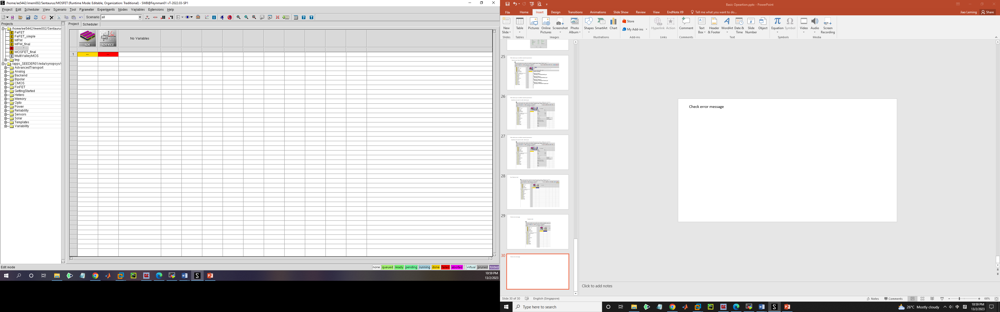 /home/ee5442/imem002/Sentaurus/MOSFET (Runtime Mode: Editable, Organization: Traditional) - SWB@Feynman01 vT-2022.03-SP1
Project Edit Scheduler View Scenario Tool Parameter Experiments Nodes Variables Extensions Help
Scenario: all
Projects
/home/ee5442/imem002/Sentaurus
FeFET
FeFET_simple
MFM
MFM_final
MOSFET_final
MultiValleyMOS
tmp
/apps_SEEDER01/eda/synopsys/s
AdvancedTransport
Analog
Backend
Bipolar
CMOS
FinFET
GettingStarted
Hetero
Memory
Opto
Power
Reliability
Sensors
Solar
Templates
Variability
Project Scheduler
SDE SDEVICE No Variables
1 -- --
Edit mode
none queued ready pending running done failed aborted virtual pruned folded
10:59 PM
13/2/2023
Basic Opeartion.pptx - PowerPoint
File Home Insert Design Transitions Animations Slide Show Review View EndNote X9 Tell me what you want to do...
Jiao Leming Share
New Slide Table Pictures Online Pictures Screenshot Photo Album Shapes SmartArt Chart Store My Add-ins Hyperlink Action Comment Text Box Header & Footer WordArt Date & Time Slide Number Object Equation Symbol Video Audio Screen Recording
Slides Tables Images Illustrations Add-ins Links Comments Text Symbols Media
25
26
27
28
29
30
Check error message
Click to add notes
Slide 30 of 30 English (Singapore)
Notes Comments 66%
Type here to search
26°C Mostly cloudy 中
10:59 PM
13/2/2023